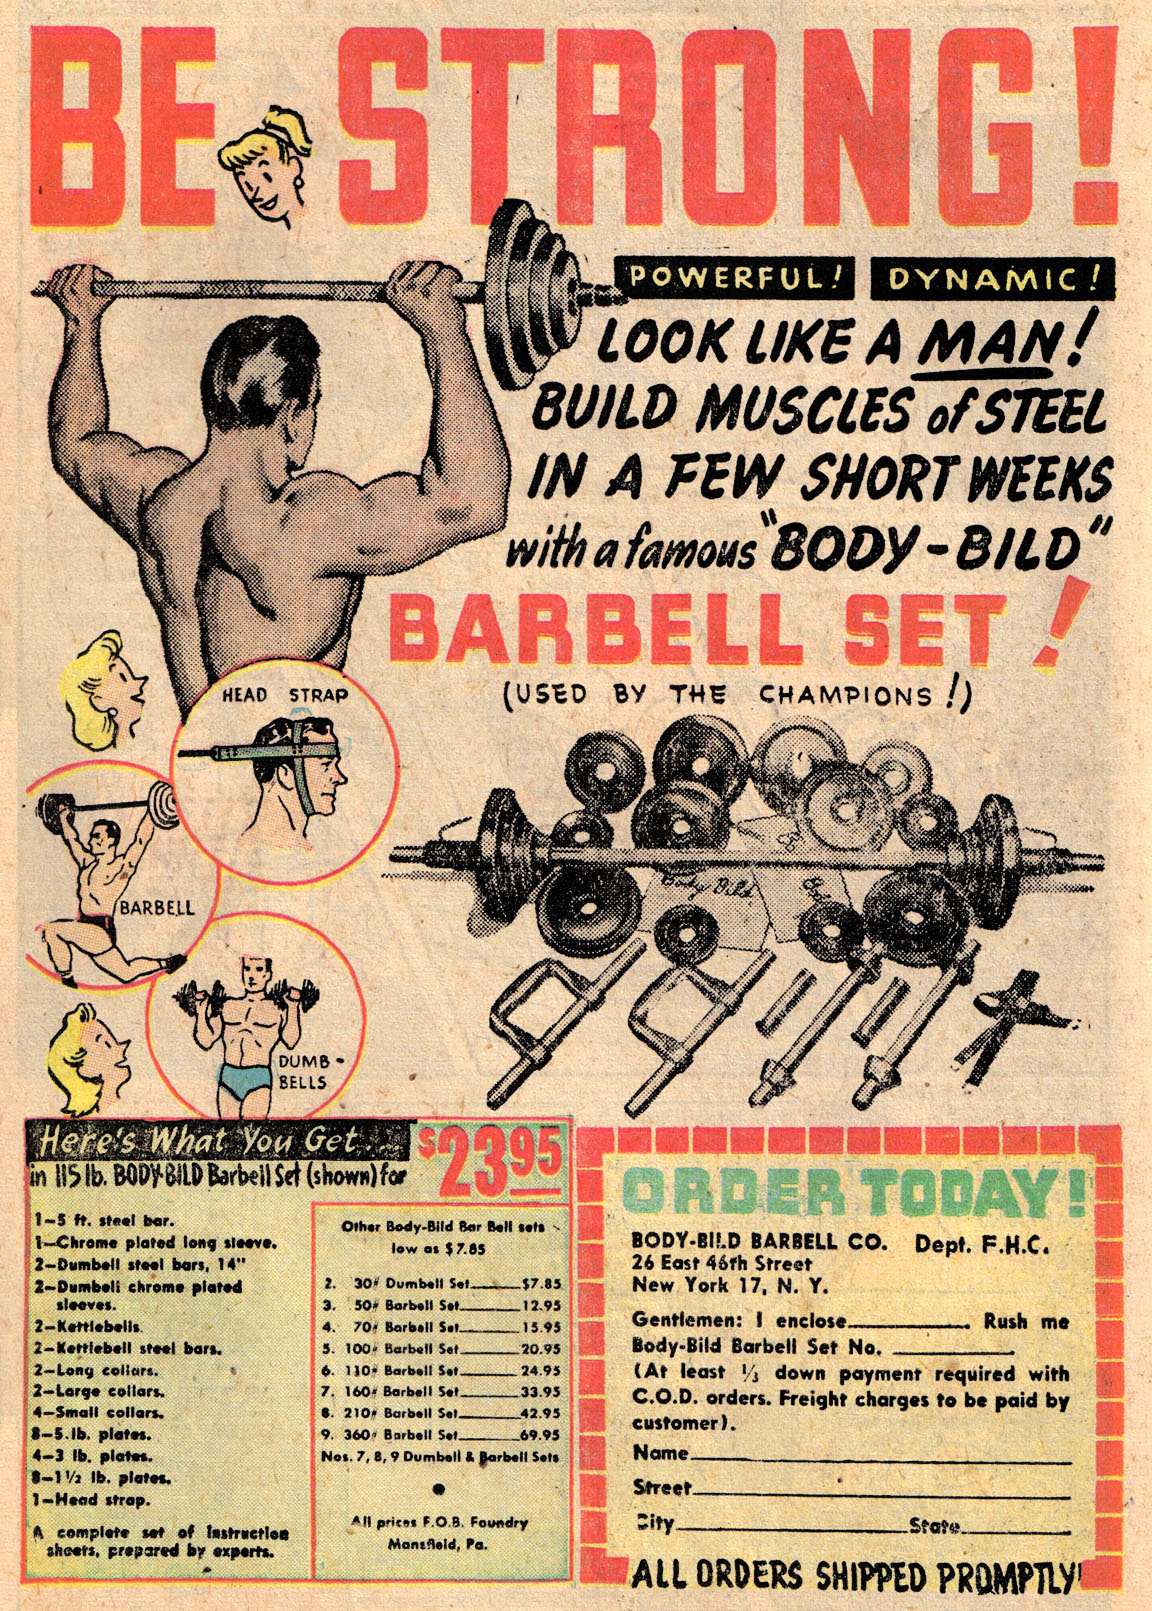 BE STRONG!
POWERFUL! DYNAMIC!
LOOK LIKE A MAN!
BUILD MUSCLES of STEEL
IN A FEW SHORT WEEKS
with a famous "BODY-BILD"
BARBELL SET!
(USED BY THE CHAMPIONS!)
HEAD STRAP
BARBELL
DUMB-
BELLS
Body Bild
Here's What You Get...
in 115 lb. BODY-BILD Barbell Set (shown) for
$23.95
1—5 ft. steel bar.
1—Chrome plated long sleeve.
2—Dumbell steel bars, 14"
2—Dumbell chrome plated
sleeves.
2—Kettlebells.
2—Kettlebell steel bars.
2—Long collars.
2—Large collars.
4—Small collars.
8—5 lb. plates.
4—3 lb. plates.
8—1½ lb. plates.
1—Head strap.
A complete set of Instruction
sheets, prepared by experts.
Other Body-Bild Bar Bell sets
low as $7.85
2. 30# Dumbell Set $7.85
3. 50# Barbell Set 12.95
4. 70# Barbell Set 15.95
5. 100# Barbell Set 20.95
6. 110# Barbell Set 24.95
7. 160# Barbell Set 33.95
8. 210# Barbell Set 42.95
9. 360# Barbell Set 69.95
Nos. 7, 8, 9 Dumbell & Barbell Sets
All prices F.O.B. Foundry
Mansfield, Pa.
ORDER TODAY!
BODY-BILD BARBELL CO. Dept. F.H.C.
26 East 46th Street
New York 17, N. Y.
Gentlemen: I enclose. Rush me
Body-Bild Barbell Set No.
(At least ⅓ down payment required with
C.O.D. orders. Freight charges to be paid by
customer).
Name
Street
City State
ALL ORDERS SHIPPED PROMPTLY!